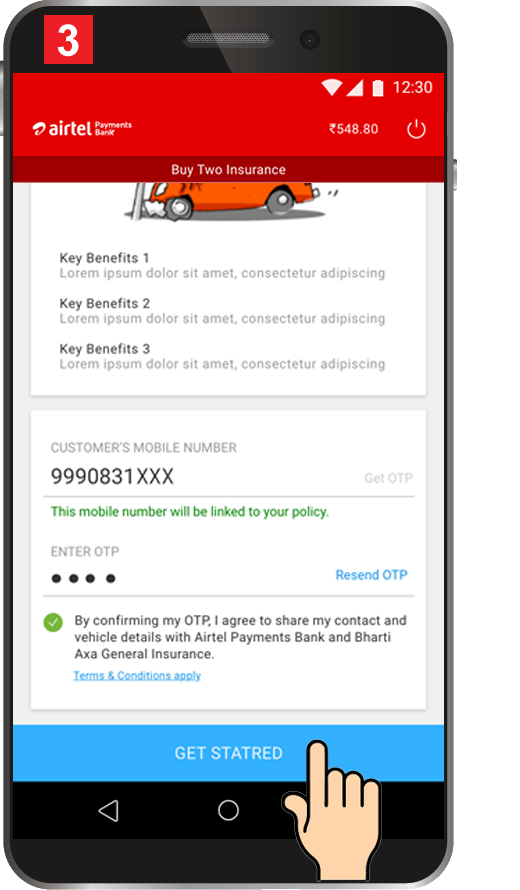 3
12:30
airtel Payments Bank
₹548.80
Buy Two Insurance
Key Benefits 1
Lorem ipsum dolor sit amet, consectetur adipiscing
Key Benefits 2
Lorem ipsum dolor sit amet, consectetur adipiscing
Key Benefits 3
Lorem ipsum dolor sit amet, consectetur adipiscing
CUSTOMER'S MOBILE NUMBER
9990831XXX
Get OTP
This mobile number will be linked to your policy.
ENTER OTP
Resend OTP
By confirming my OTP, I agree to share my contact and
vehicle details with Airtel Payments Bank and Bharti
Axa General Insurance.
Terms & Conditions apply
GET STATRED